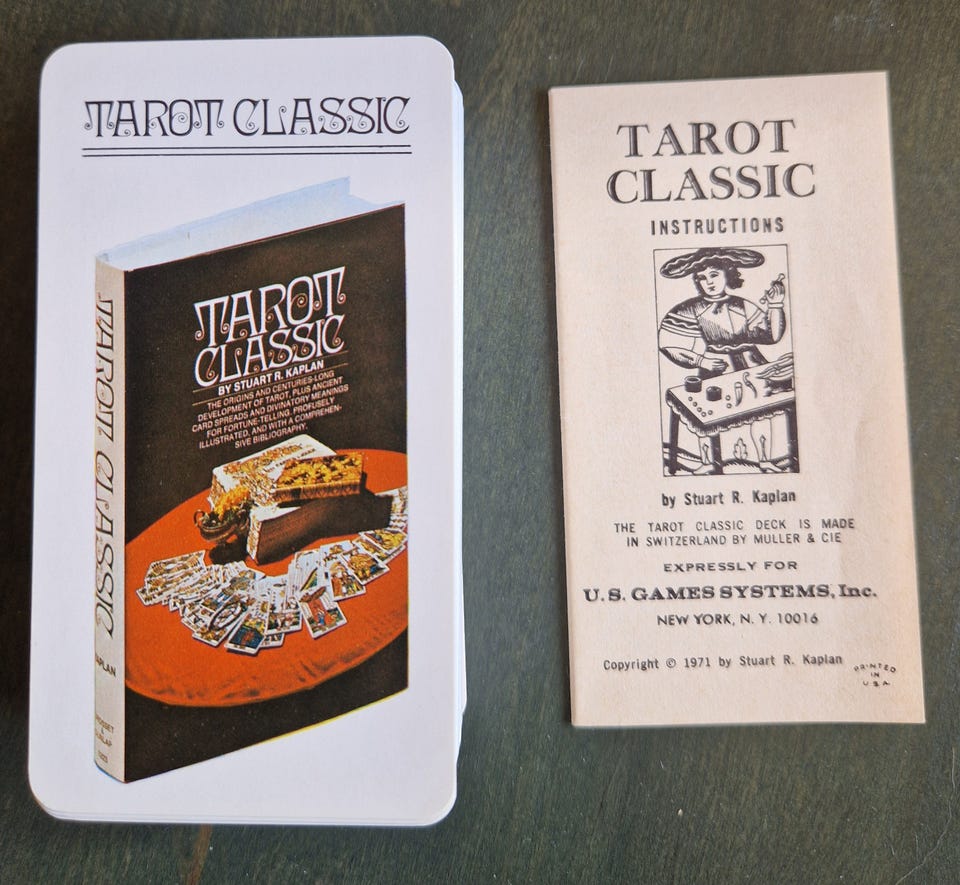 TAROT CLASSIC
TAROT
CLASSIC
BY STUART R. KAPLAN
THE ORIGINS AND CENTURIES-LONG
DEVELOPMENT OF TAROT, PLUS ANCIENT
CARD SPREADS AND DIVINATORY MEANINGS
FOR FORTUNE-TELLING. PROFUSELY
ILLUSTRATED, AND WITH A COMPREHEN-
SIVE BIBLIOGRAPHY.
TAROT CLASSIC
KAPLAN
TAROT
CLASSIC
INSTRUCTIONS
by Stuart R. Kaplan
THE TAROT CLASSIC DECK IS MADE
IN SWITZERLAND BY MULLER & CIE
EXPRESSLY FOR
U.S. GAMES SYSTEMS, Inc.
NEW YORK, N.Y. 10016
Copyright © 1971 by Stuart R. Kaplan
PRINTED
IN
U.S.A.